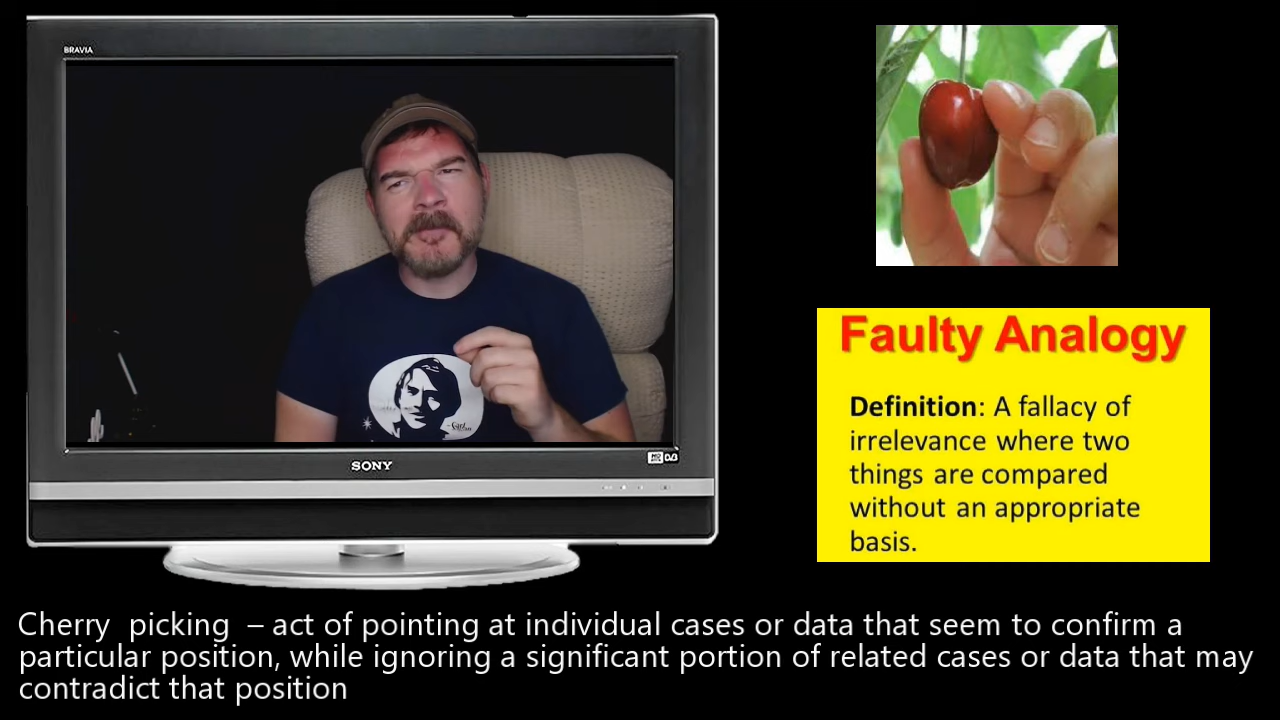 BRAVIA
SONY
Faulty Analogy
Definition: A fallacy of
irrelevance where two
things are compared
without an appropriate
basis.
Cherry picking – act of pointing at individual cases or data that seem to confirm a
particular position, while ignoring a significant portion of related cases or data that may
contradict that position